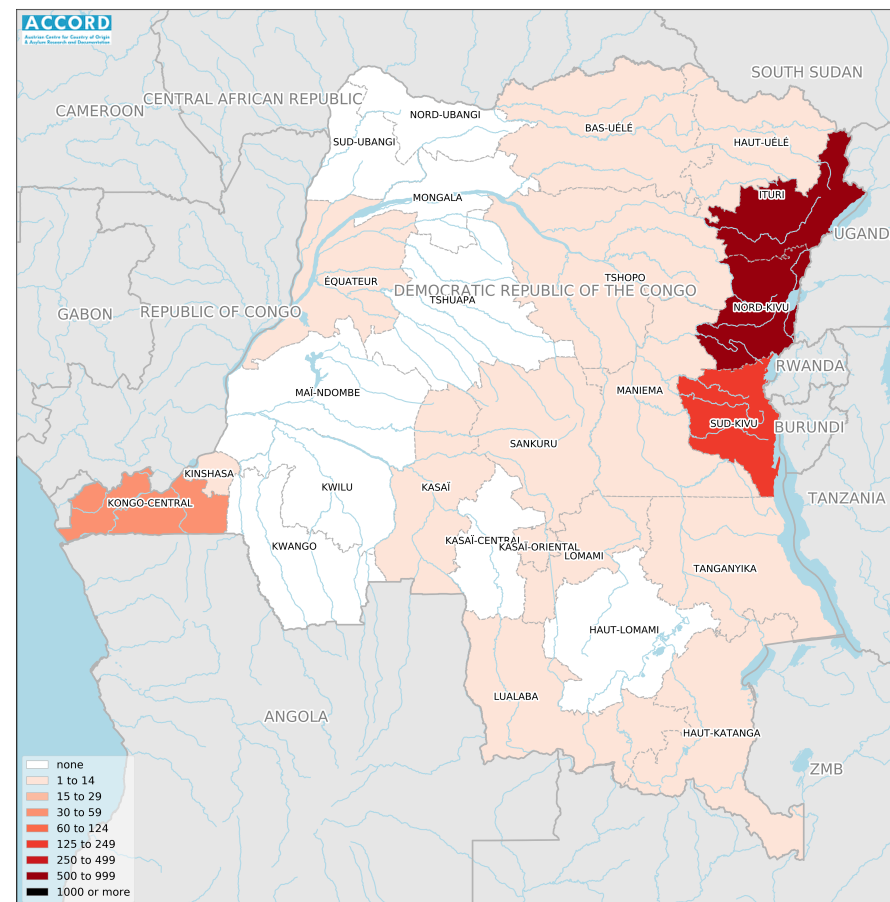 ACCORD
Austrian Centre for Country of Origin
& Asylum Research and Documentation
SOUTH SUDAN
CENTRAL AFRICAN REPUBLIC
CAMEROON
NORD-UBANGI
BAS-UÉLÉ
SUD-UBANGI
HAUT-UÉLÉ
ITURI
MONGALA
UGAND
TSHOPO
ÉQUATEUR
DEMOCRATIC REPUBLIC OF THE CONGO
TSHUAPA
NORD-KIVU
GABON
REPUBLIC OF CONGO
RWANDA
MANIEMA
MAÏ-NDOMBE
SUD-KIVU
BURUNDI
SANKURU
KINSHASA
KWILU
KASAÏ
TANZANIA
KONGO-CENTRAL
KASAÏ-CENTRAL
KWANGO
KASAÏ-ORIENTAL
LOMAMI
TANGANYIKA
HAUT-LOMAMI
LUALABA
ANGOLA
HAUT-KATANGA
ZMB
none
1 to 14
15 to 29
30 to 59
60 to 124
125 to 249
250 to 499
500 to 999
1000 or more